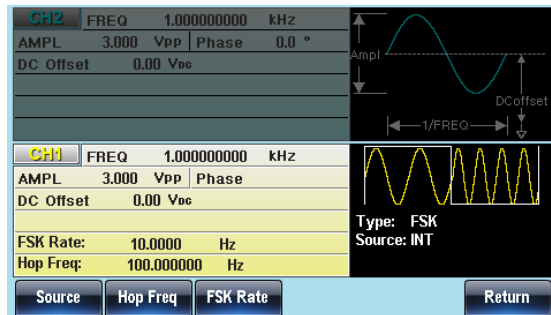 CH2 FREQ 1.000000000 kHz
AMPL 3.000 Vpp Phase 0.0 °
DC Offset 0.00 VDC
Ampl
DCoffset
1/FREQ
CH1 FREQ 1.000000000 kHz
AMPL 3.000 Vpp Phase
DC Offset 0.00 VDC
FSK Rate: 10.0000 Hz
Hop Freq: 100.000000 Hz
Type: FSK
Source: INT
Source Hop Freq FSK Rate Return